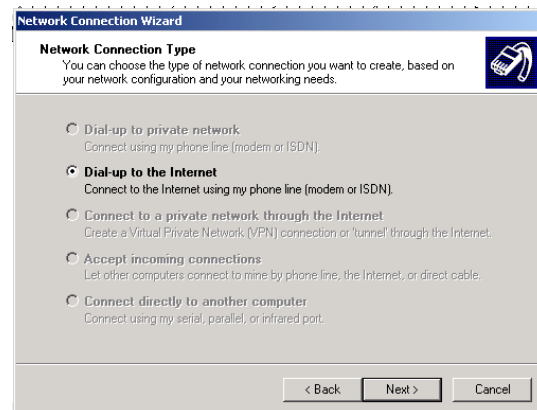 Network Connection Wizard
Network Connection Type
You can choose the type of network connection you want to create, based on
your network configuration and your networking needs.
Dial-up to private network
Connect using my phone line (modem or ISDN).
Dial-up to the Internet
Connect to the Internet using my phone line (modem or ISDN).
Connect to a private network through the Internet
Create a Virtual Private Network (VPN) connection or 'tunnel' through the Internet.
Accept incoming connections
Let other computers connect to mine by phone line, the Internet, or direct cable.
Connect directly to another computer
Connect using my serial, parallel, or infrared port.
< Back Next > Cancel